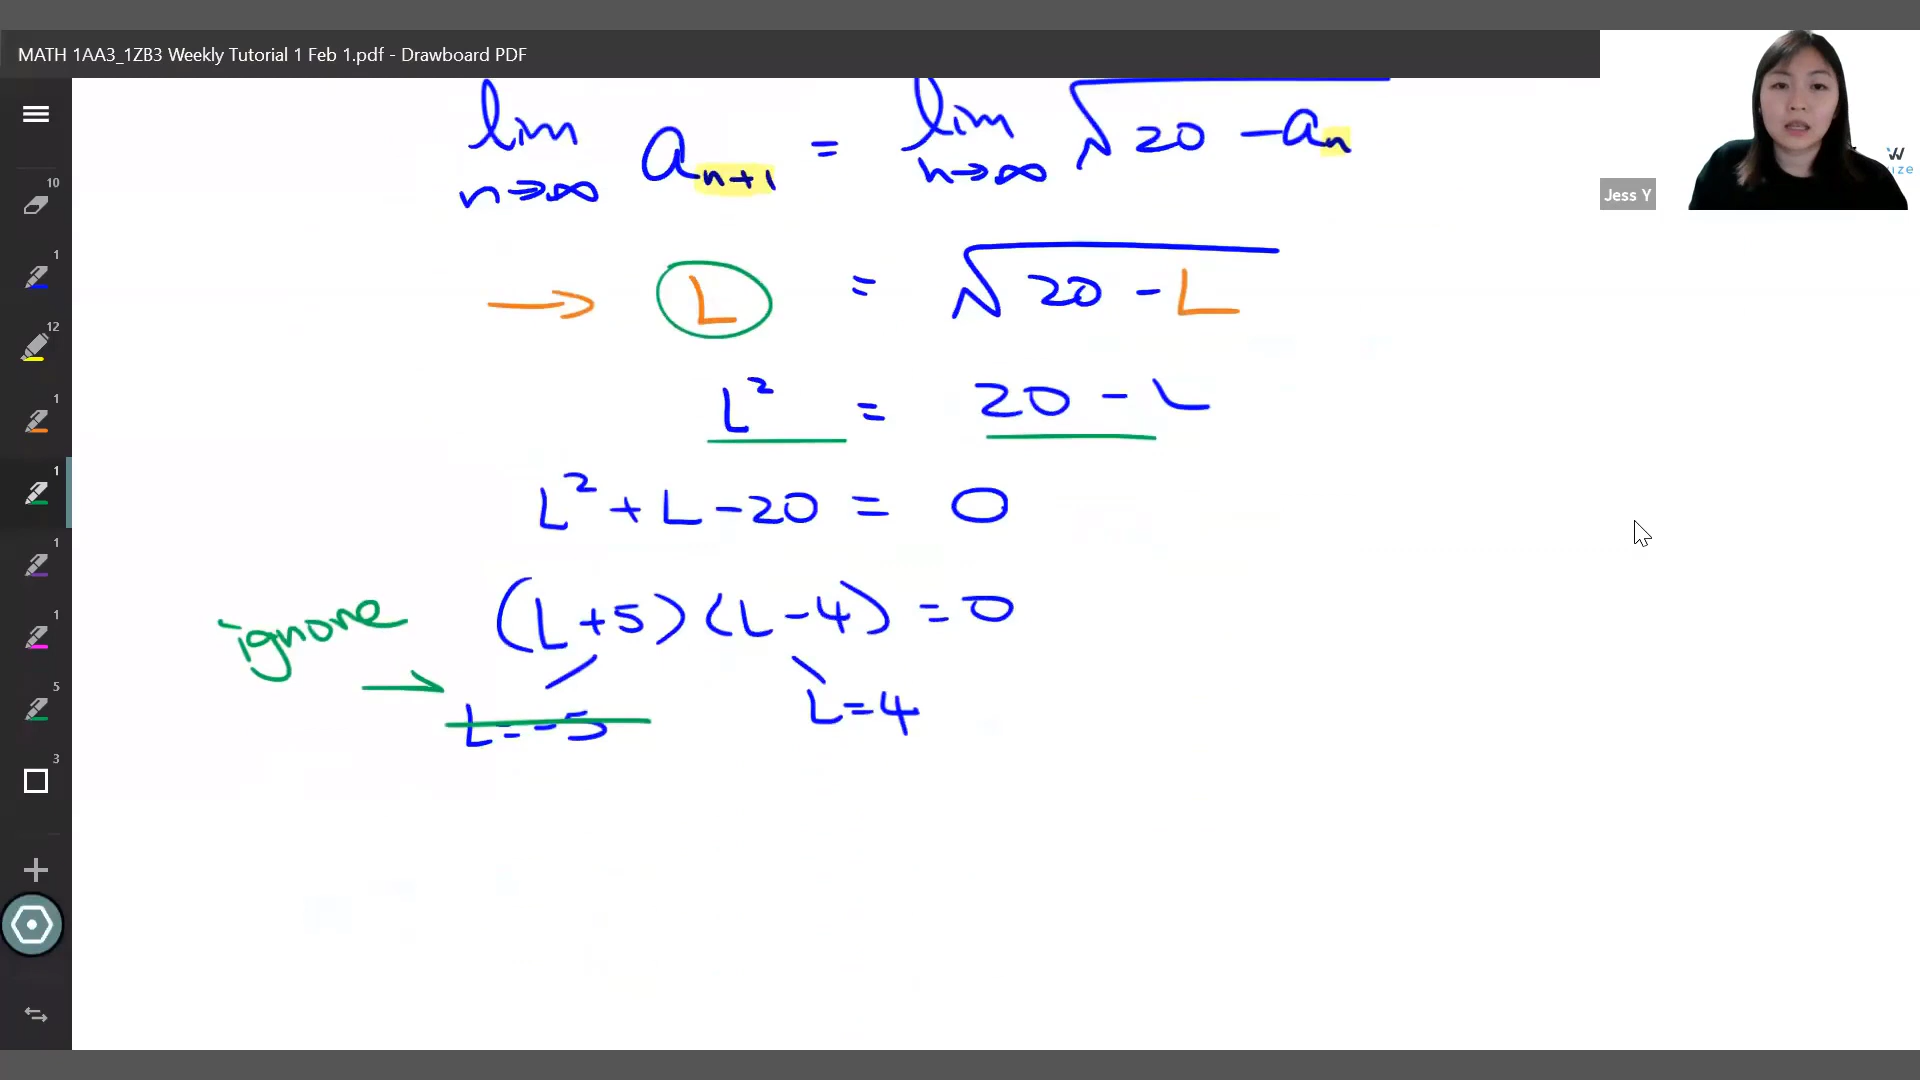 MATH 1AA3_1ZB3 Weekly Tutorial 1 Feb 1.pdf - Drawboard PDF
lim n→∞ a_{n+1} = lim n→∞ √(20 - a_n)
→ L = √(20 - L)
L² = 20 - L
L² + L - 20 = 0
ignore → (L + 5)(L - 4) = 0
L = -5 L = 4
Jess Y
W
ize
10
1
12
1
1
1
1
5
3